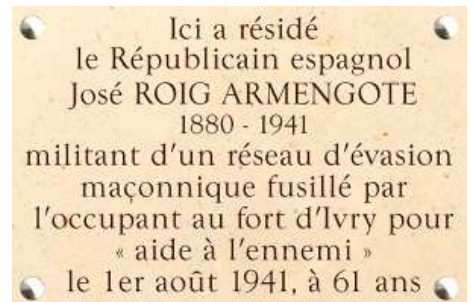 Ici a résidé
le Républicain espagnol
José ROIG ARMENGOTE
1880 - 1941
militant d'un réseau d'évasion
maçonnique fusillé par
l'occupant au fort d'Ivry pour
« aide à l'ennemi »
le 1er août 1941, à 61 ans